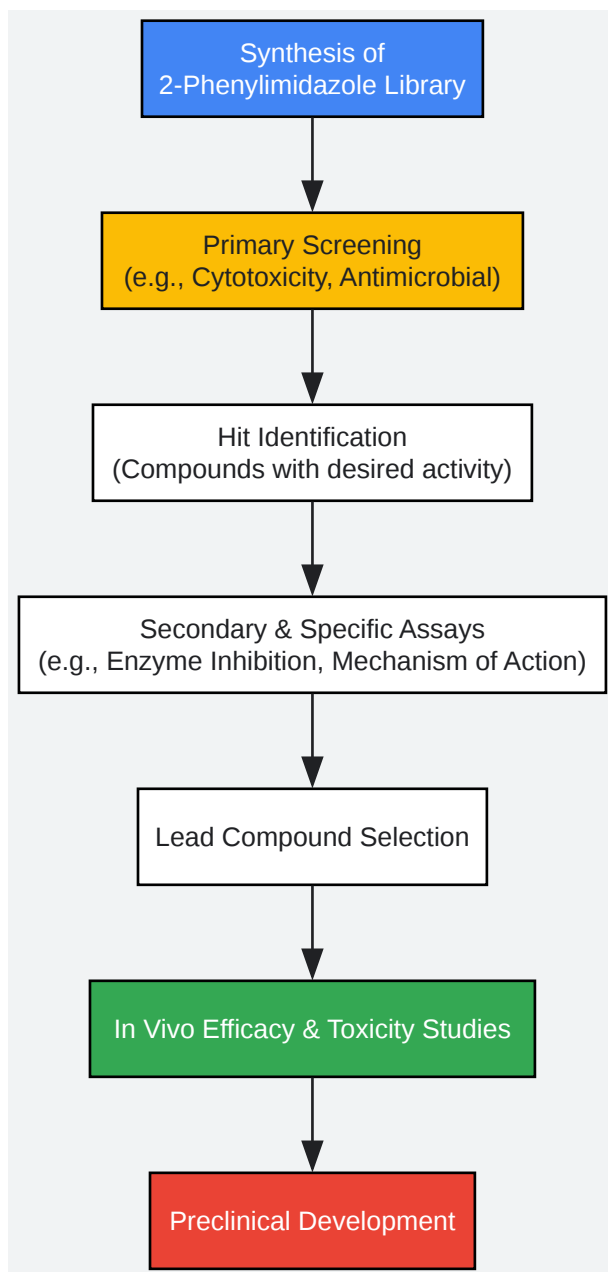 Synthesis of
2-Phenylimidazole Library
Primary Screening
(e.g., Cytotoxicity, Antimicrobial)
Hit Identification
(Compounds with desired activity)
Secondary & Specific Assays
(e.g., Enzyme Inhibition, Mechanism of Action)
Lead Compound Selection
In Vivo Efficacy & Toxicity Studies
Preclinical Development